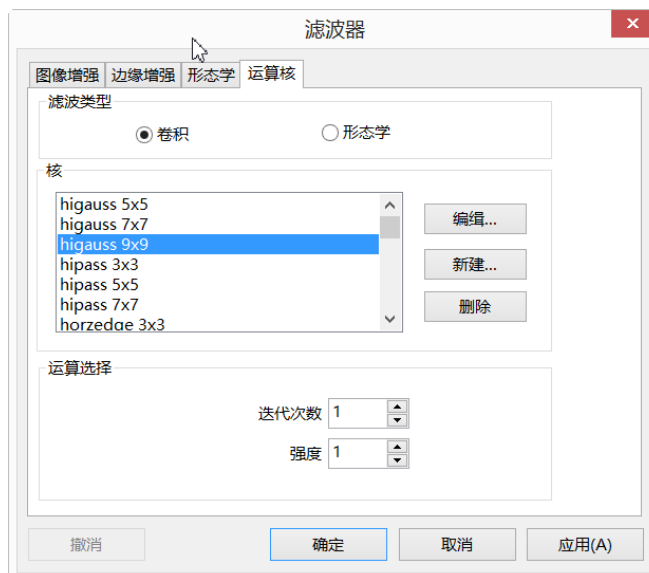 滤波器
图像增强 边缘增强 形态学 运算核
滤波类型
卷积 形态学
核
higauss 5x5
higauss 7x7
higauss 9x9
hipass 3x3
hipass 5x5
hipass 7x7
horzedge 3x3
编辑...
新建...
删除
运算选择
迭代次数 1
强度 1
撤消 确定 取消 应用(A)